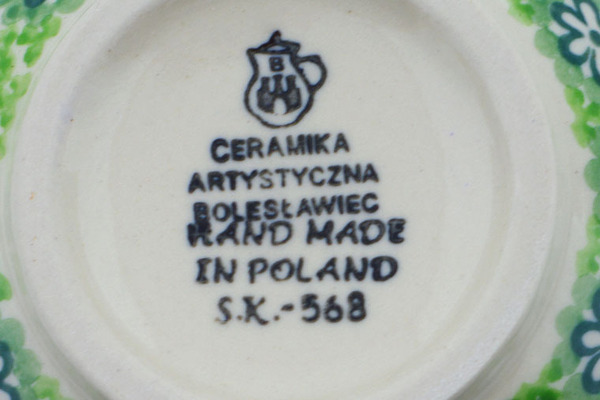 B
CERAMIKA
ARTYSTYCZNA
BOLESŁAWIEC
HAND MADE
IN POLAND
S.K.-568